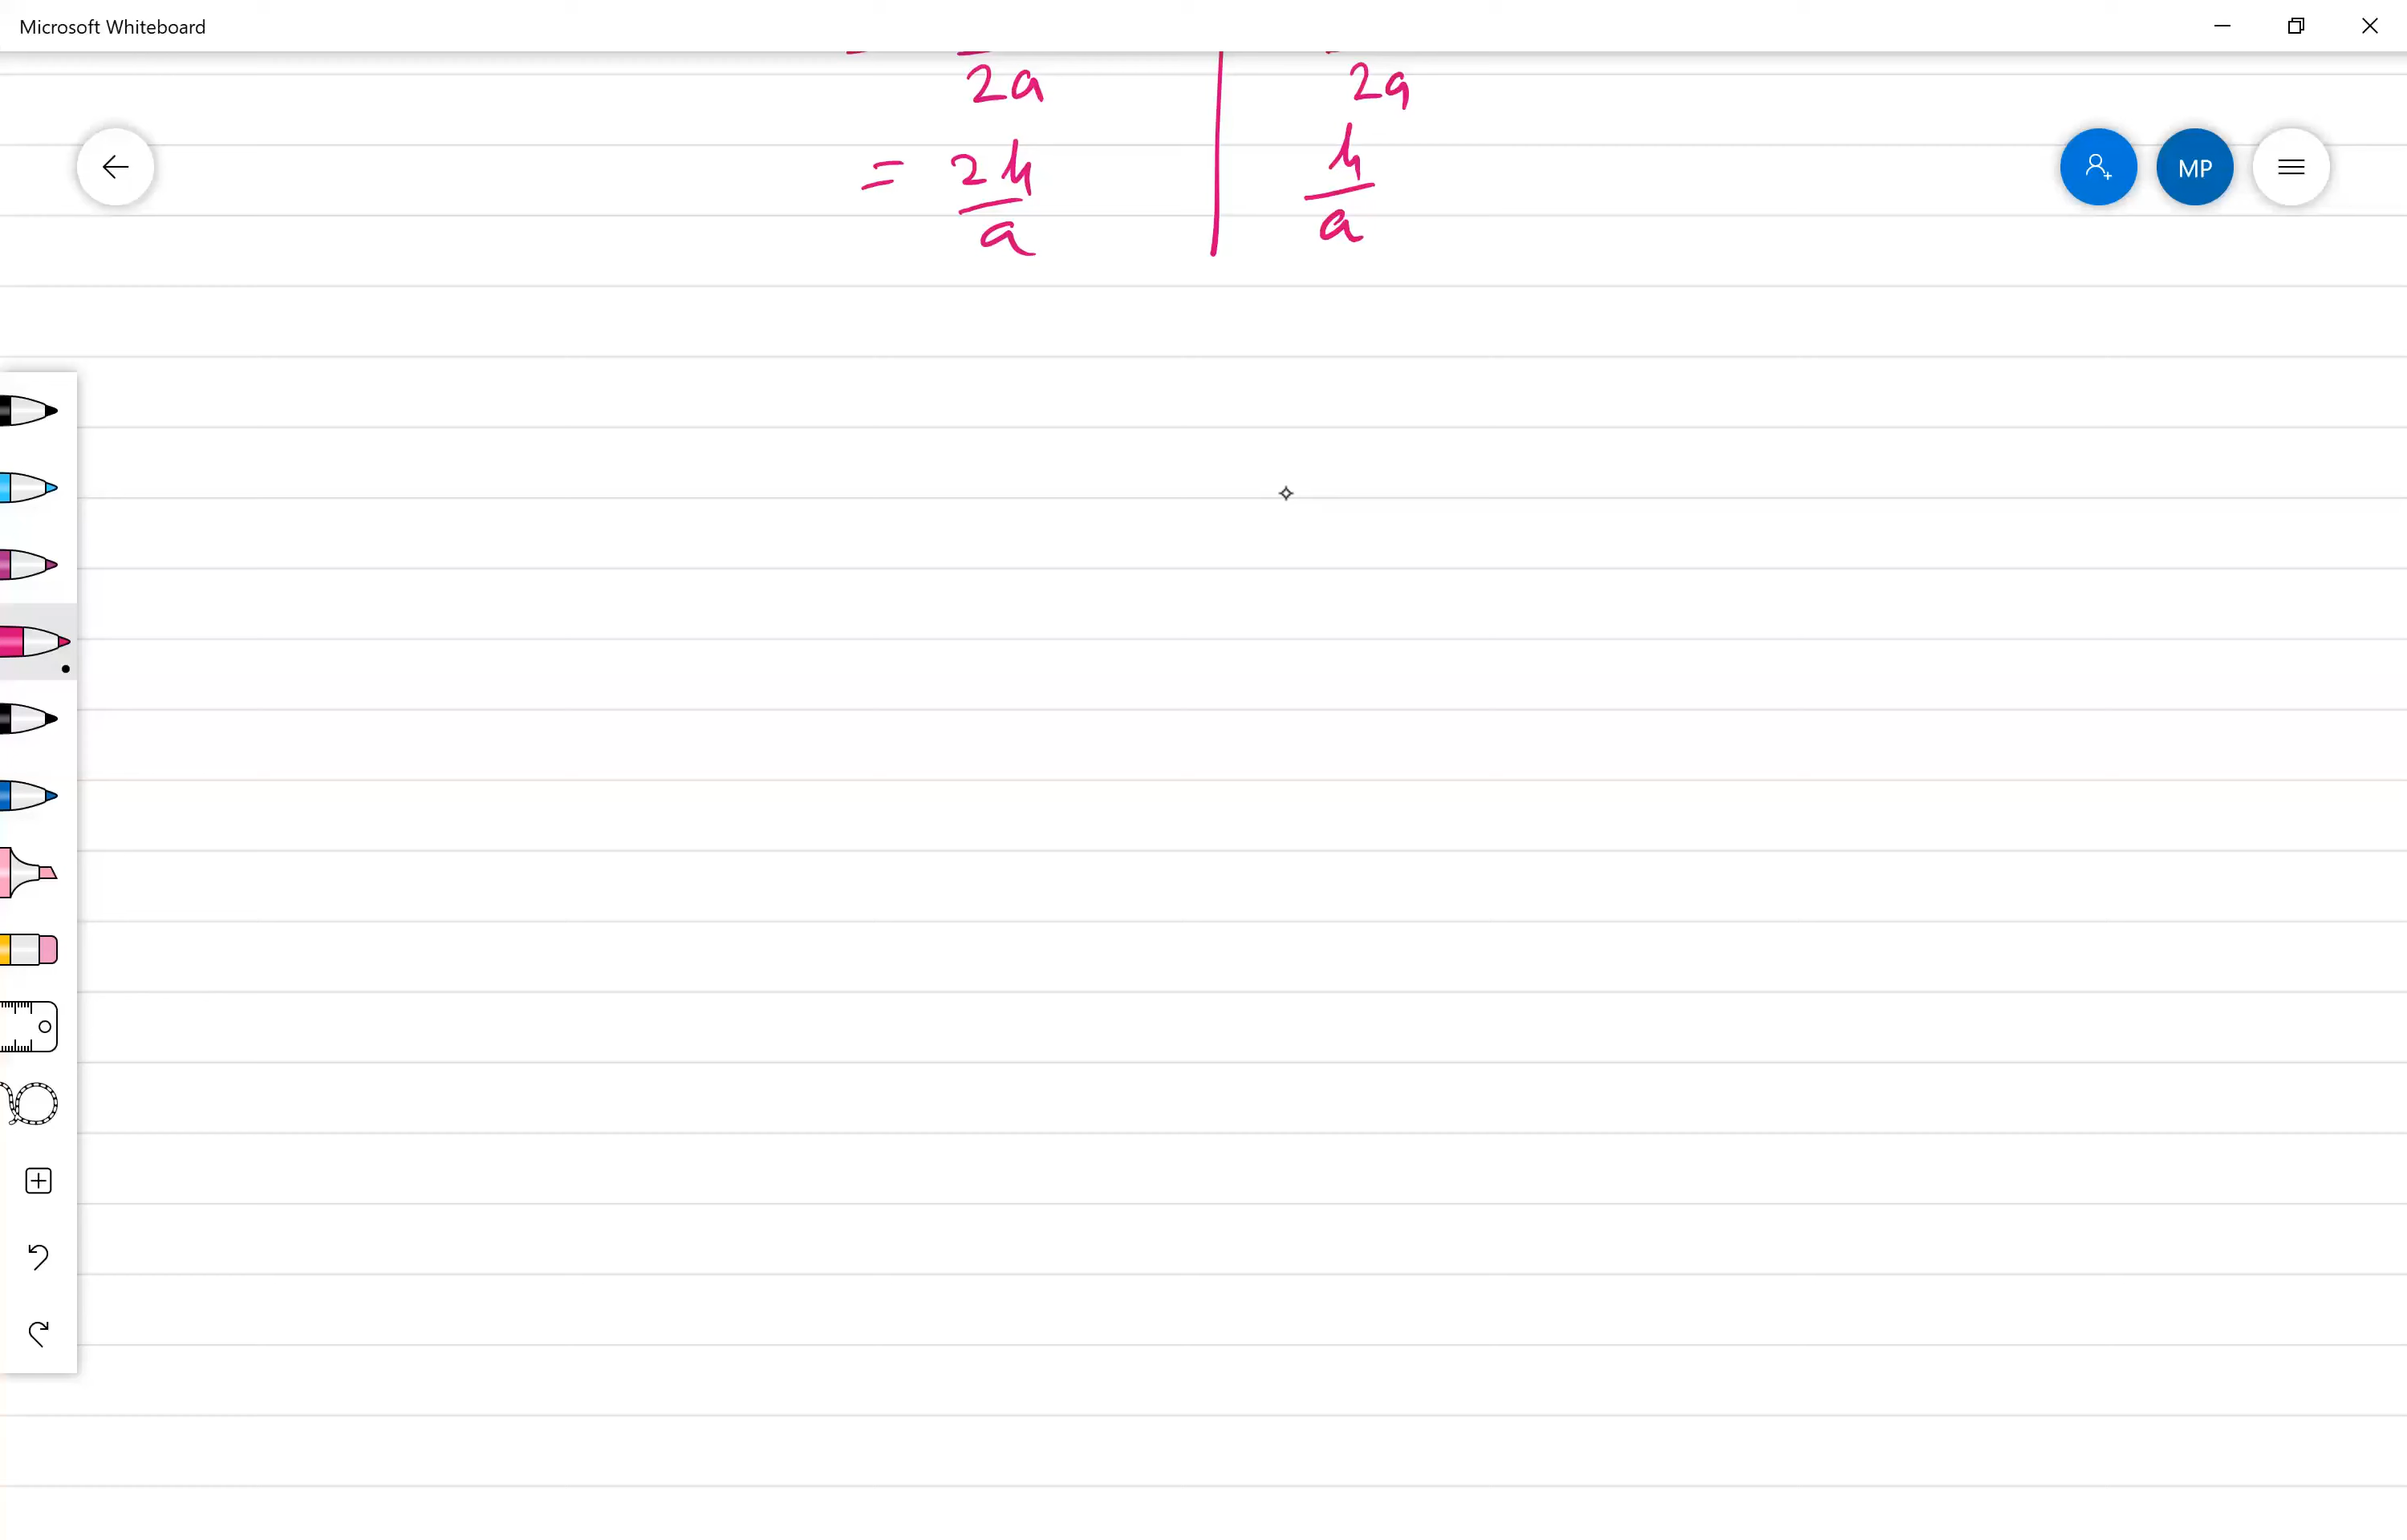 Microsoft Whiteboard
2a
2a
= 2h/a
h/a
MP